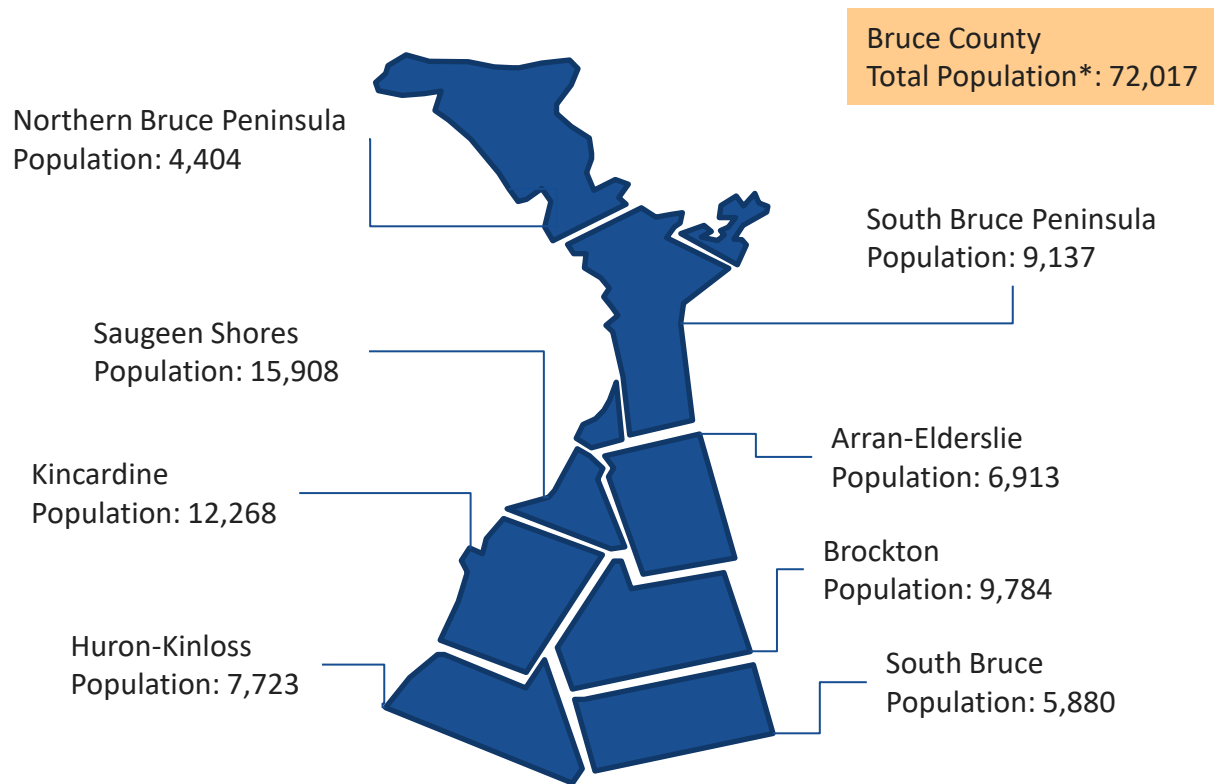 Bruce County
Total Population*: 72,017
Northern Bruce Peninsula
Population: 4,404
South Bruce Peninsula
Population: 9,137
Saugeen Shores
Population: 15,908
Arran-Elderslie
Population: 6,913
Kincardine
Population: 12,268
Brockton
Population: 9,784
Huron-Kinloss
Population: 7,723
South Bruce
Population: 5,880